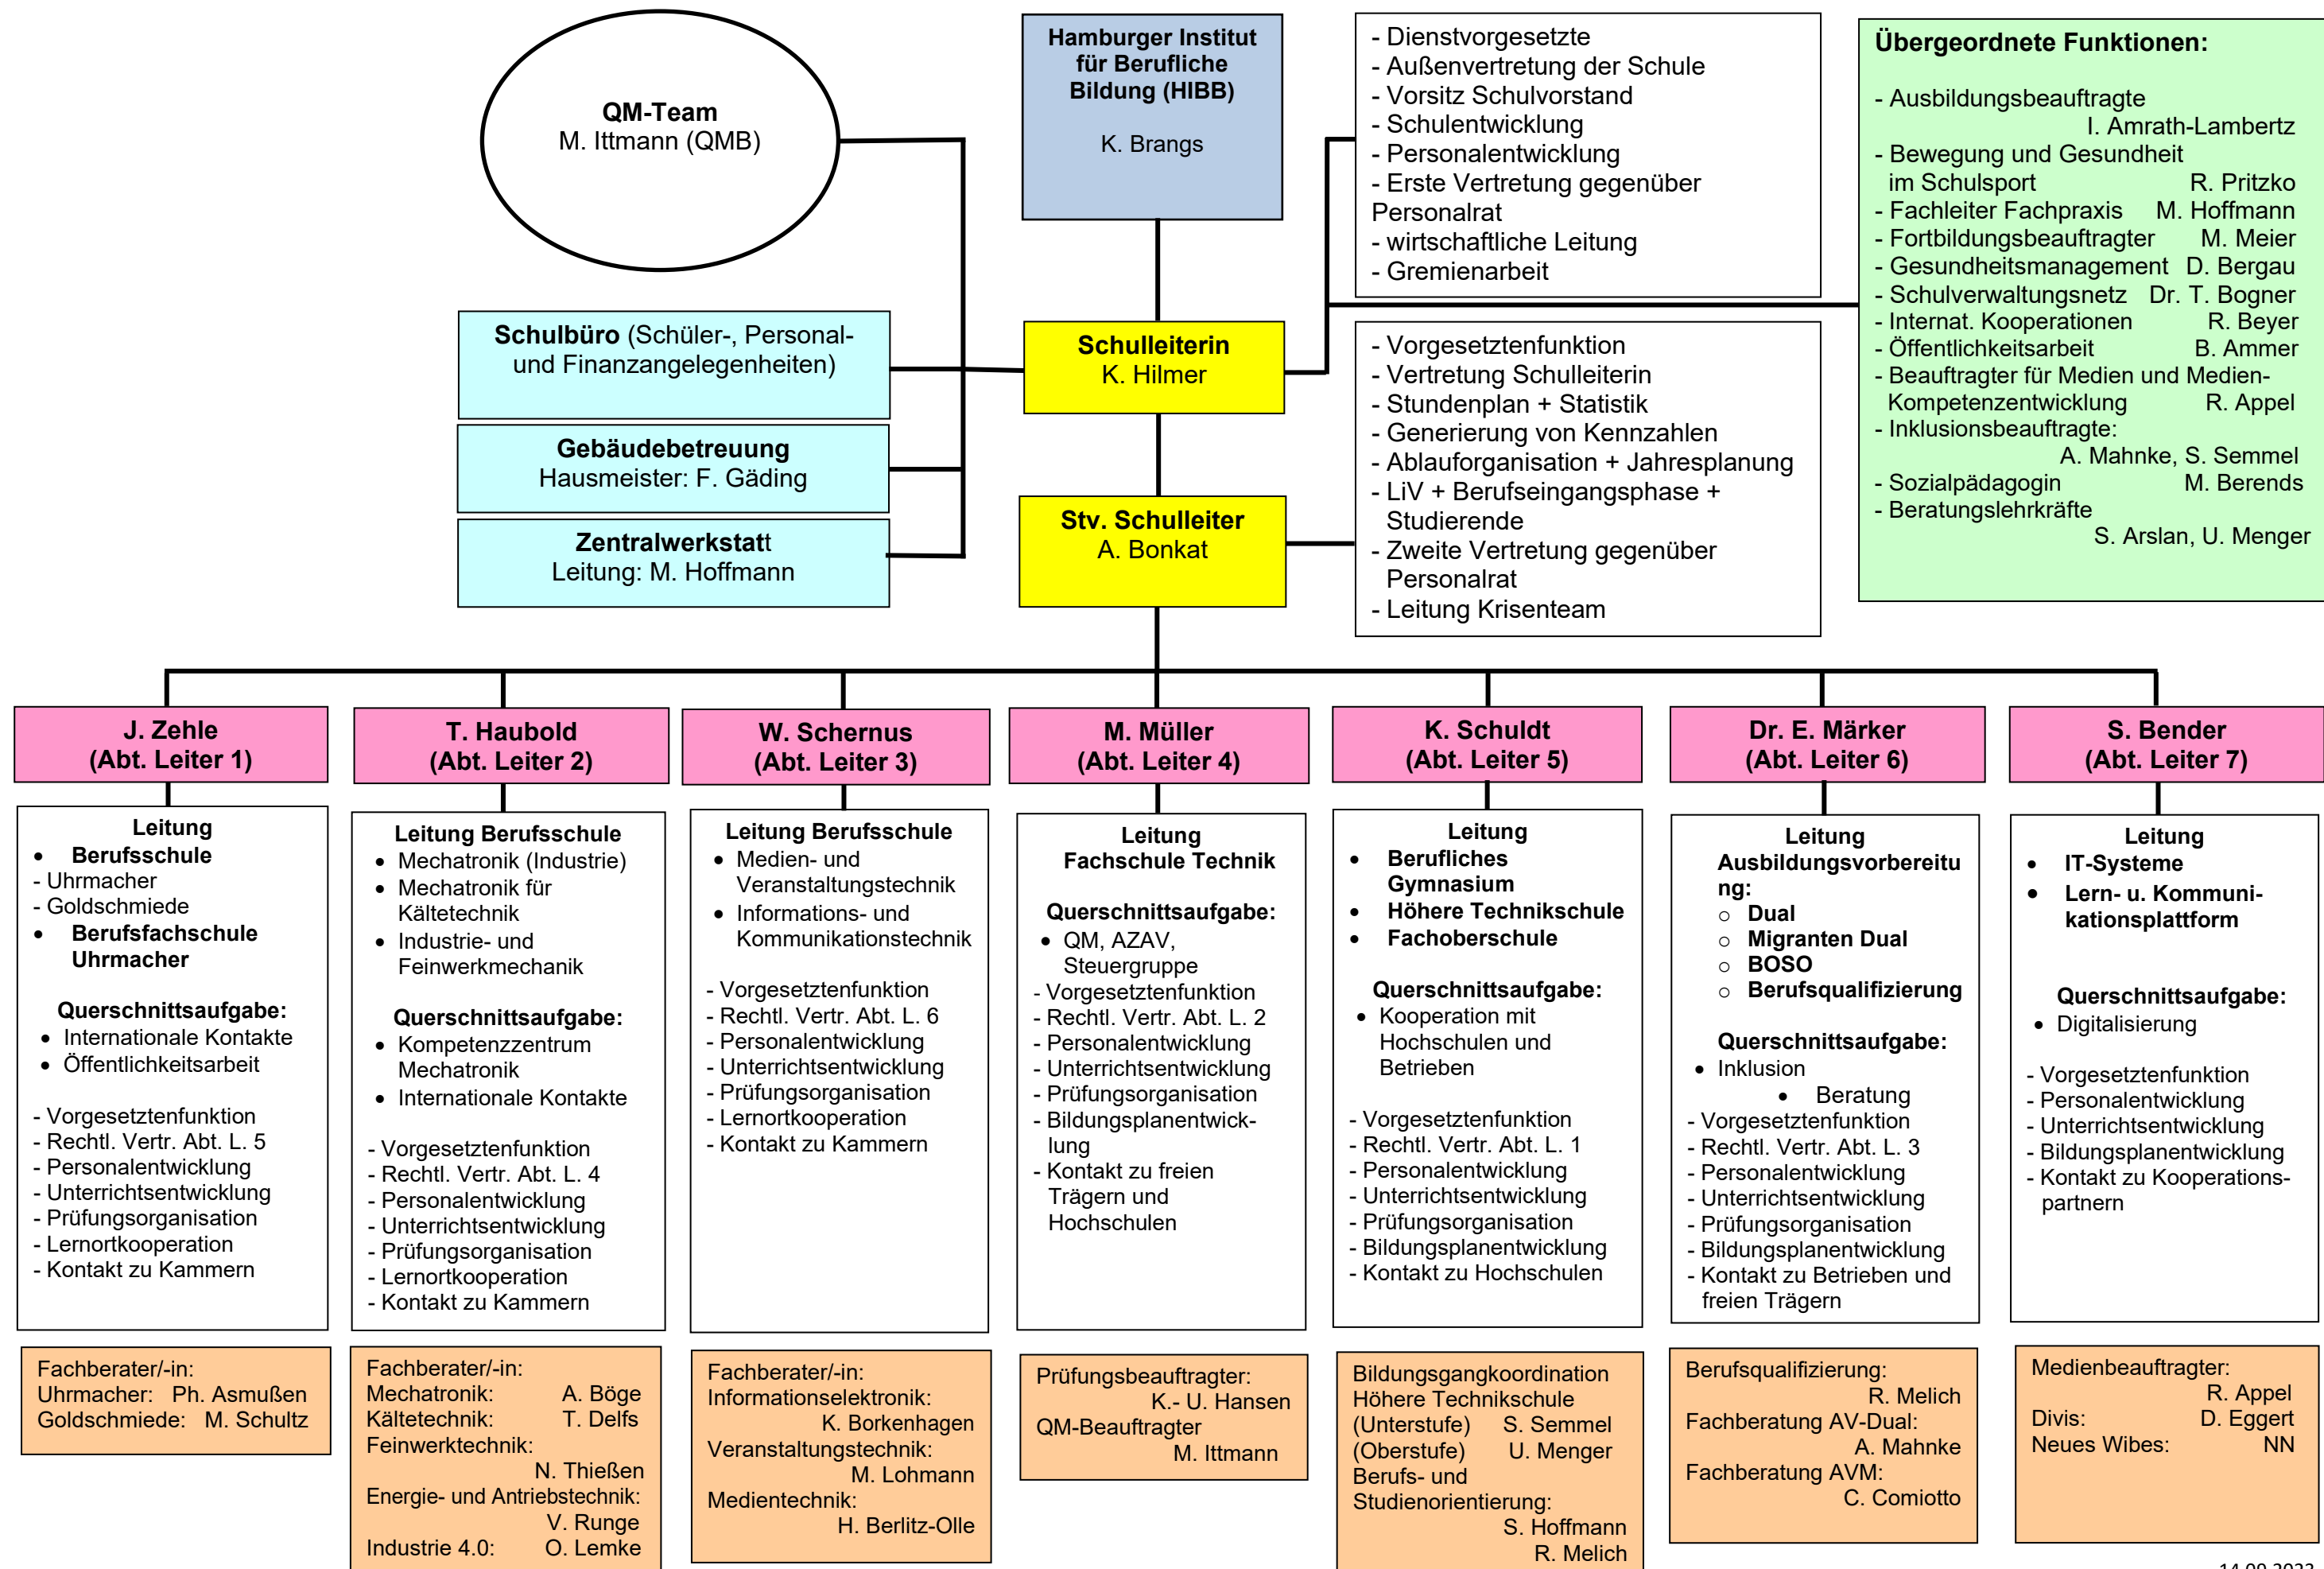 QM-Team
M. Ittmann (QMB)
Hamburger Institut
für Berufliche
Bildung (HIBB)
K. Brangs
- Dienstvorgesetzte
- Außenvertretung der Schule
- Vorsitz Schulvorstand
- Schulentwicklung
- Personalentwicklung
- Erste Vertretung gegenüber
Personalrat
- wirtschaftliche Leitung
- Gremienarbeit
Übergeordnete Funktionen:
- Ausbildungsbeauftragte
I. Amrath-Lambertz
- Bewegung und Gesundheit
im Schulsport R. Pritzko
- Fachleiter Fachpraxis M. Hoffmann
- Fortbildungsbeauftragter M. Meier
- Gesundheitsmanagement D. Bergau
- Schulverwaltungsnetz Dr. T. Bogner
- Internat. Kooperationen R. Beyer
- Öffentlichkeitsarbeit B. Ammer
- Beauftragter für Medien und Medien-
Kompetenzentwicklung R. Appel
- Inklusionsbeauftragte:
A. Mahnke, S. Semmel
- Sozialpädagogin M. Berends
- Beratungslehrkräfte
S. Arslan, U. Menger
Schulbüro (Schüler-, Personal-
und Finanzangelegenheiten)
Gebäudebetreuung
Hausmeister: F. Gäding
Zentralwerkstatt
Leitung: M. Hoffmann
Schulleiterin
K. Hilmer
Stv. Schulleiter
A. Bonkat
- Vorgesetztenfunktion
- Vertretung Schulleiterin
- Stundenplan + Statistik
- Generierung von Kennzahlen
- Ablauforganisation + Jahresplanung
- LiV + Berufseingangsphase +
Studierende
- Zweite Vertretung gegenüber
Personalrat
- Leitung Krisenteam
J. Zehle
(Abt. Leiter 1)
Leitung
• Berufsschule
- Uhrmacher
- Goldschmiede
• Berufsfachschule
Uhrmacher
Querschnittsaufgabe:
• Internationale Kontakte
• Öffentlichkeitsarbeit
- Vorgesetztenfunktion
- Rechtl. Vertr. Abt. L. 5
- Personalentwicklung
- Unterrichtsentwicklung
- Prüfungsorganisation
- Lernortkooperation
- Kontakt zu Kammern
Fachberater/-in:
Uhrmacher: Ph. Asmußen
Goldschmiede: M. Schultz
T. Haubold
(Abt. Leiter 2)
Leitung Berufsschule
• Mechatronik (Industrie)
• Mechatronik für
Kältetechnik
• Industrie- und
Feinwerkmechanik
Querschnittsaufgabe:
• Kompetenzzentrum
Mechatronik
• Internationale Kontakte
- Vorgesetztenfunktion
- Rechtl. Vertr. Abt. L. 4
- Personalentwicklung
- Unterrichtsentwicklung
- Prüfungsorganisation
- Lernortkooperation
- Kontakt zu Kammern
Fachberater/-in:
Mechatronik: A. Böge
Kältetechnik: T. Delfs
Feinwerktechnik:
N. Thießen
Energie- und Antriebstechnik:
V. Runge
Industrie 4.0: O. Lemke
W. Schernus
(Abt. Leiter 3)
Leitung Berufsschule
• Medien- und
Veranstaltungstechnik
• Informations- und
Kommunikationstechnik
- Vorgesetztenfunktion
- Rechtl. Vertr. Abt. L. 6
- Personalentwicklung
- Unterrichtsentwicklung
- Prüfungsorganisation
- Lernortkooperation
- Kontakt zu Kammern
Fachberater/-in:
Informationselektronik:
K. Borkenhagen
Veranstaltungstechnik:
M. Lohmann
Medientechnik:
H. Berlitz-Olle
M. Müller
(Abt. Leiter 4)
Leitung
Fachschule Technik
Querschnittsaufgabe:
• QM, AZAV,
Steuergruppe
- Vorgesetztenfunktion
- Rechtl. Vertr. Abt. L. 2
- Personalentwicklung
- Unterrichtsentwicklung
- Prüfungsorganisation
- Bildungsplanentwick-
lung
- Kontakt zu freien
Trägern und
Hochschulen
Prüfungsbeauftragter:
K.- U. Hansen
QM-Beauftragter
M. Ittmann
K. Schuldt
(Abt. Leiter 5)
Leitung
• Berufliches
Gymnasium
• Höhere Technikschule
• Fachoberschule
Querschnittsaufgabe:
• Kooperation mit
Hochschulen und
Betrieben
- Vorgesetztenfunktion
- Rechtl. Vertr. Abt. L. 1
- Personalentwicklung
- Unterrichtsentwicklung
- Prüfungsorganisation
- Bildungsplanentwicklung
- Kontakt zu Hochschulen
Bildungsgangkoordination
Höhere Technikschule
(Unterstufe) S. Semmel
(Oberstufe) U. Menger
Berufs- und
Studienorientierung:
S. Hoffmann
R. Melich
Dr. E. Märker
(Abt. Leiter 6)
Leitung
Ausbildungsvorbereitu
ng:
○ Dual
○ Migranten Dual
○ BOSO
○ Berufsqualifizierung
Querschnittsaufgabe:
• Inklusion
• Beratung
- Vorgesetztenfunktion
- Rechtl. Vertr. Abt. L. 3
- Personalentwicklung
- Unterrichtsentwicklung
- Prüfungsorganisation
- Bildungsplanentwicklung
- Kontakt zu Betrieben und
freien Trägern
Berufsqualifizierung:
R. Melich
Fachberatung AV-Dual:
A. Mahnke
Fachberatung AVM:
C. Comiotto
S. Bender
(Abt. Leiter 7)
Leitung
• IT-Systeme
• Lern- u. Kommuni-
kationsplattform
Querschnittsaufgabe:
• Digitalisierung
- Vorgesetztenfunktion
- Personalentwicklung
- Unterrichtsentwicklung
- Bildungsplanentwicklung
- Kontakt zu Kooperations-
partnern
Medienbeauftragter:
R. Appel
Divis: D. Eggert
Neues Wibes: NN